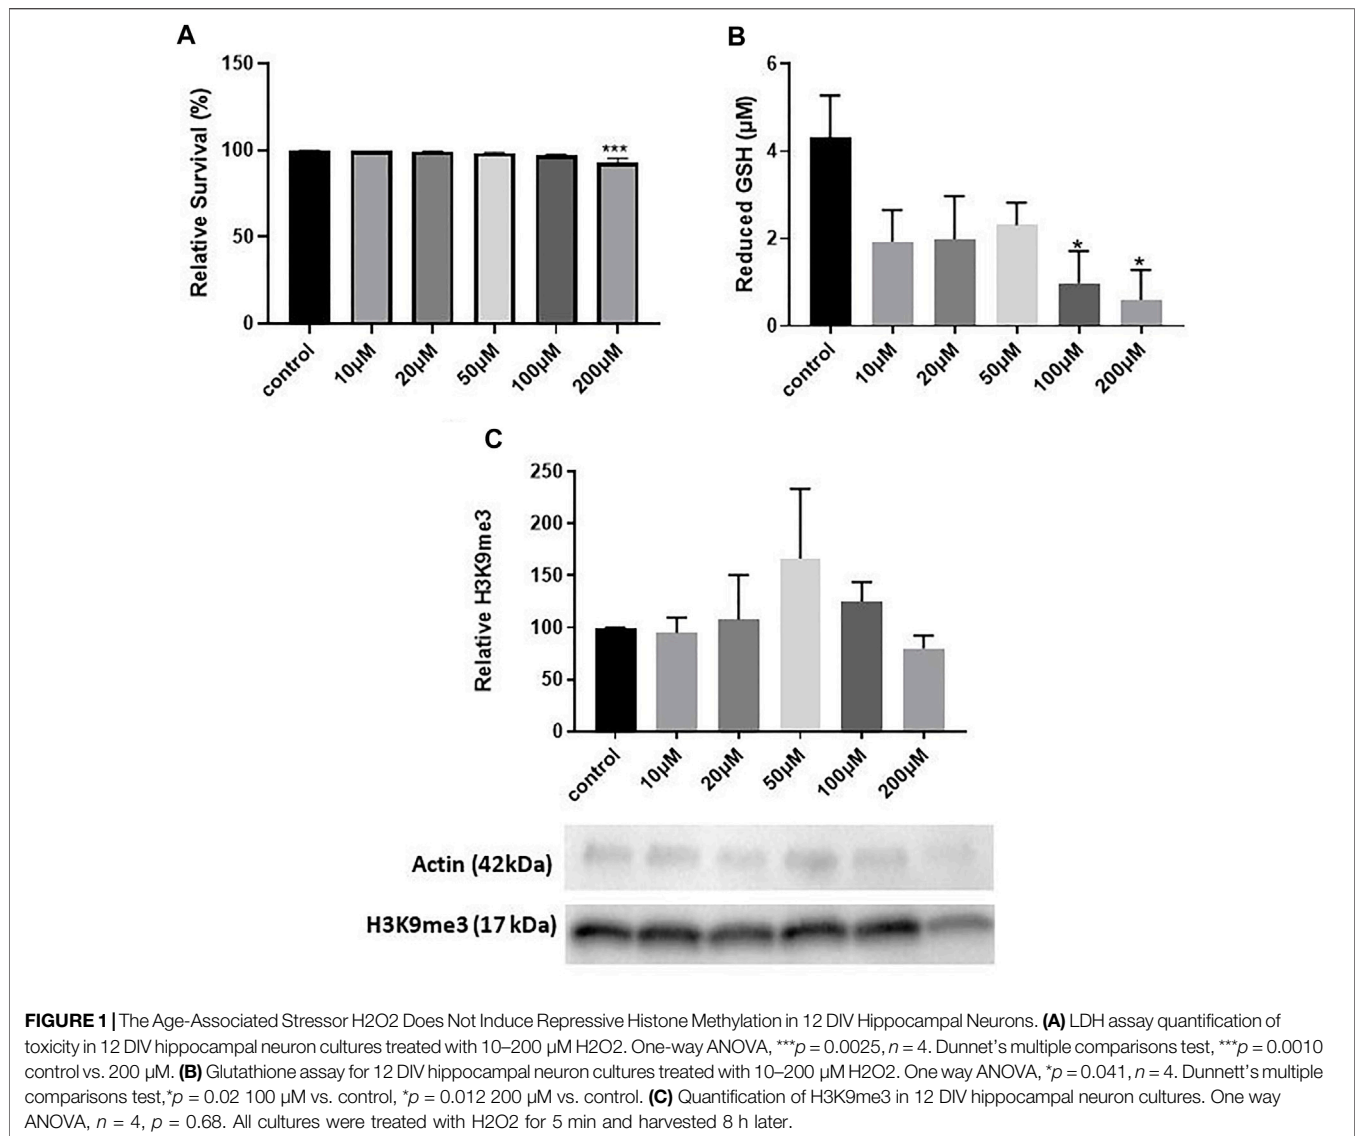 A
150
100
50
0
Relative Survival (%)
***
control
10µM
20µM
50µM
100µM
200µM
B
6
4
2
0
Reduced GSH (µM)
*
*
control
10µM
20µM
50µM
100µM
200µM
C
250
200
150
100
50
0
Relative H3K9me3
control
10µM
20µM
50µM
100µM
200µM
Actin (42kDa)
H3K9me3 (17 kDa)
FIGURE 1 | The Age-Associated Stressor H2O2 Does Not Induce Repressive Histone Methylation in 12 DIV Hippocampal Neurons. (A) LDH assay quantification of
toxicity in 12 DIV hippocampal neuron cultures treated with 10–200 µM H2O2. One-way ANOVA, ***p = 0.0025, n = 4. Dunnet's multiple comparisons test, ***p = 0.0010
control vs. 200 µM. (B) Glutathione assay for 12 DIV hippocampal neuron cultures treated with 10–200 µM H2O2. One way ANOVA, *p = 0.041, n = 4. Dunnett's multiple
comparisons test,*p = 0.02 100 µM vs. control, *p = 0.012 200 µM vs. control. (C) Quantification of H3K9me3 in 12 DIV hippocampal neuron cultures. One way
ANOVA, n = 4, p = 0.68. All cultures were treated with H2O2 for 5 min and harvested 8 h later.